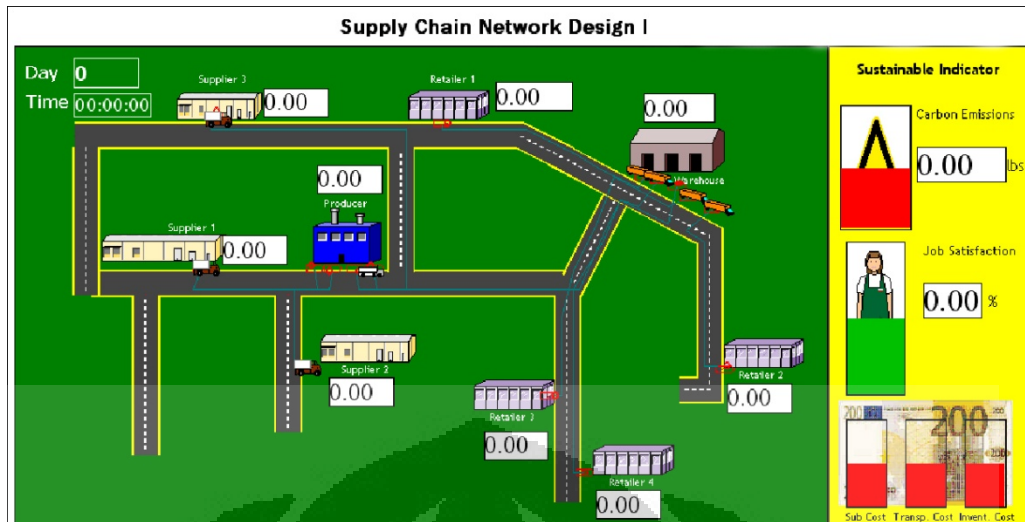 Supply Chain Network Design I
Day 0
Time 00:00:00
Supplier 3
0.00
Retailer 1
0.00
0.00
Warehouse
0.00
Producer
Supplier 1
0.00
Supplier 2
0.00
Retailer 2
0.00
Retailer 3
0.00
Retailer 4
0.00
Sustainable Indicator
Carbon Emissions
0.00 lbs
Job Satisfaction
0.00 %
200
200
200
200
Sub Cost Transp. Cost Invent. Cost